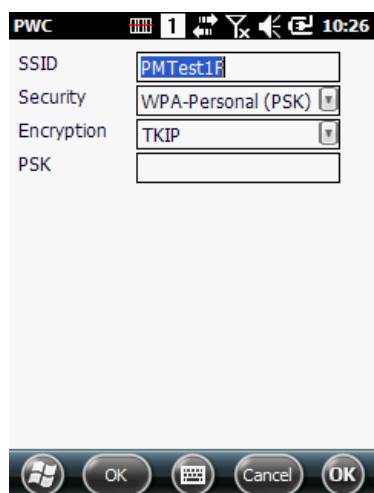 PWC 1 10:26
SSID PMTest1F
Security WPA-Personal (PSK)
Encryption TKIP
PSK
OK Cancel OK